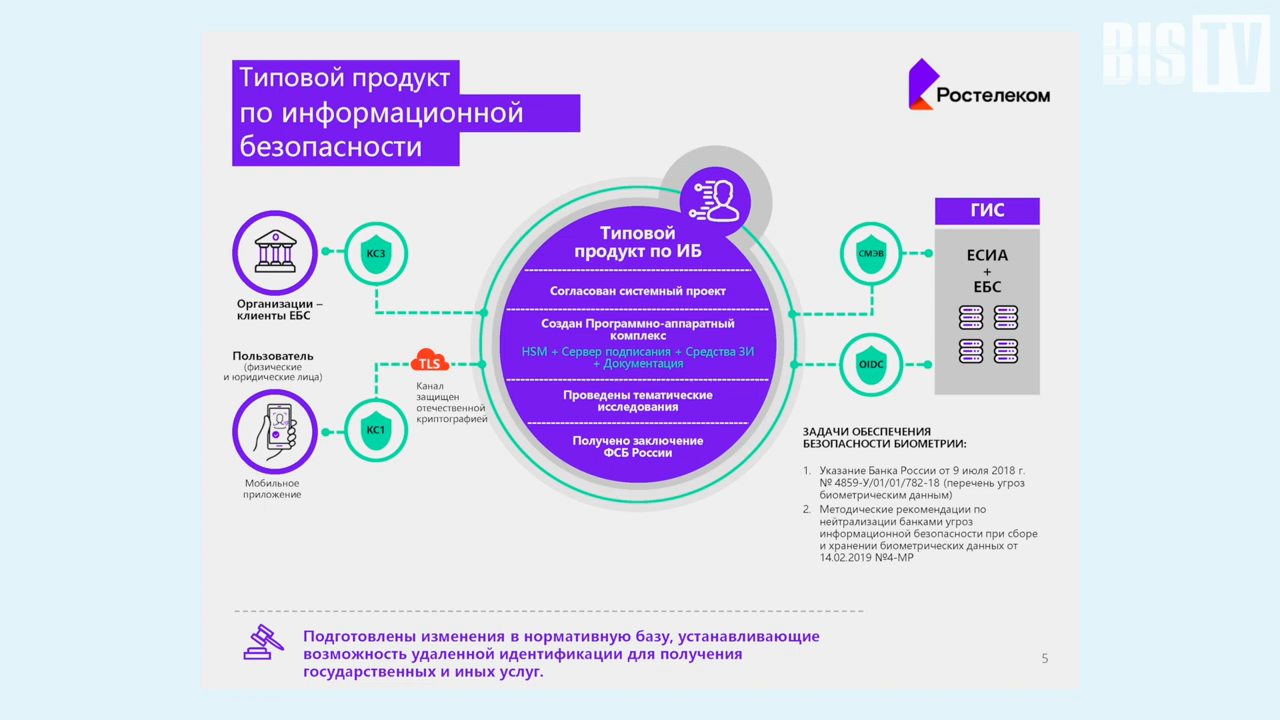 BIS TV
Типовой продукт
по информационной
безопасности
Ростелеком
Организации –
клиенты ЕБС
КС3
Пользователь
(физические
и юридические лица)
TLS
Канал
защищен
отечественной
криптографией
КС1
Мобильное
приложение
Типовой
продукт по ИБ
Согласован системный проект
Создан Программно-аппаратный
комплекс
HSM + Сервер подписания + Средства ЗИ
+ Документация
Проведены тематические
исследования
Получено заключение
ФСБ России
СМЭВ
OIDC
ГИС
ЕСИА
+
ЕБС
ЗАДАЧИ ОБЕСПЕЧЕНИЯ
БЕЗОПАСНОСТИ БИОМЕТРИИ:
1. Указание Банка России от 9 июля 2018 г.
№ 4859-У/01/01/782-18 (перечень угроз
биометрическим данным)
2. Методические рекомендации по
нейтрализации банками угроз
информационной безопасности при сборе
и хранении биометрических данных от
14.02.2019 №4-МР
Подготовлены изменения в нормативную базу, устанавливающие
возможность удаленной идентификации для получения
государственных и иных услуг.
5